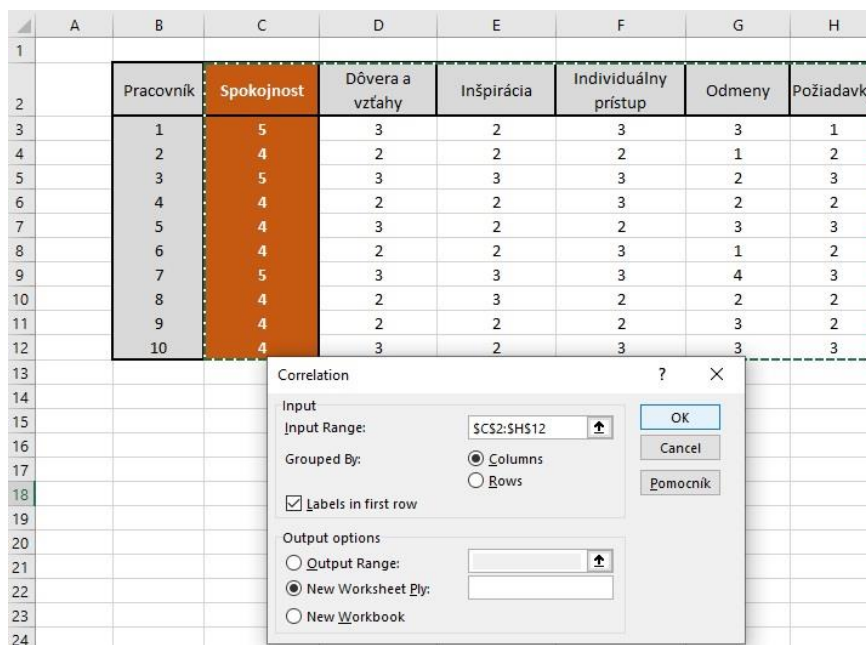 A B C D E F G H
1
2 Pracovník Spokojnost Dôvera a vzťahy Inšpirácia Individuálny prístup Odmeny Požiadavk
3 1 5 3 2 3 3 1
4 2 4 2 2 2 1 2
5 3 5 3 3 3 2 3
6 4 4 2 2 3 2 2
7 5 4 3 2 2 3 3
8 6 4 2 2 3 1 2
9 7 5 3 3 3 4 3
10 8 4 2 3 2 2 2
11 9 4 2 2 2 3 2
12 10 4 3 2 3 3 3
13
14
15
16
17
18
19
20
21
22
23
24
Correlation ?
Input
Input Range: $C$2:$H$12
Grouped By: Columns
Rows
Labels in first row
OK
Cancel
Pomocník
Output options
Output Range:
New Worksheet Ply:
New Workbook